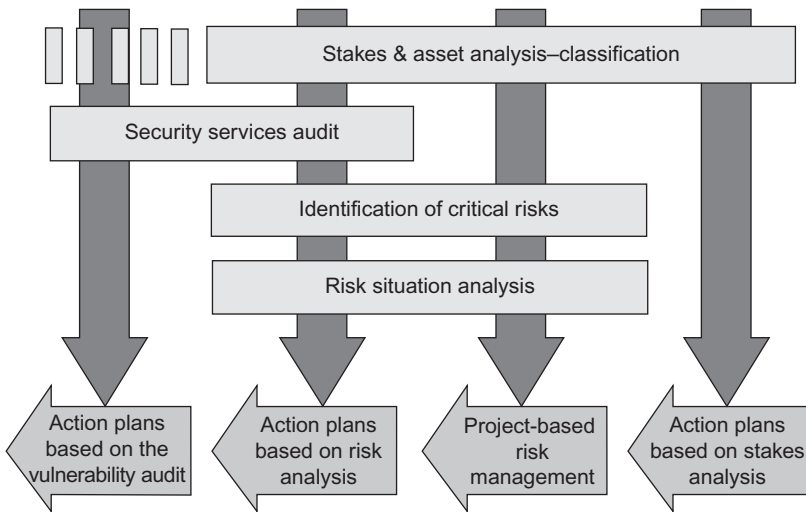 Stakes & asset analysis–classification
Security services audit
Identification of critical risks
Risk situation analysis
Action plans
based on the
vulnerability audit
Action plans
based on risk
analysis
Project-based
risk
management
Action plans
based on stakes
analysis